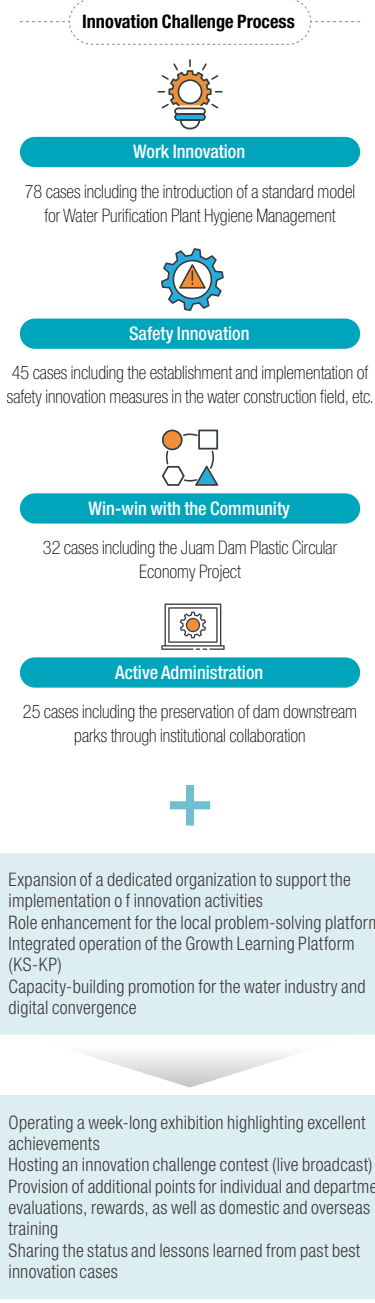 Innovation Challenge Process
Work Innovation
78 cases including the introduction of a standard model
for Water Purification Plant Hygiene Management
Safety Innovation
45 cases including the establishment and implementation of
safety innovation measures in the water construction field, etc.
Win-win with the Community
32 cases including the Juam Dam Plastic Circular
Economy Project
Active Administration
25 cases including the preservation of dam downstream
parks through institutional collaboration
Expansion of a dedicated organization to support the
implementation o f innovation activities
Role enhancement for the local problem-solving platform
Integrated operation of the Growth Learning Platform
(KS-KP)
Capacity-building promotion for the water industry and
digital convergence
Operating a week-long exhibition highlighting excellent
achievements
Hosting an innovation challenge contest (live broadcast)
Provision of additional points for individual and departme
evaluations, rewards, as well as domestic and overseas
training
Sharing the status and lessons learned from past best
innovation cases